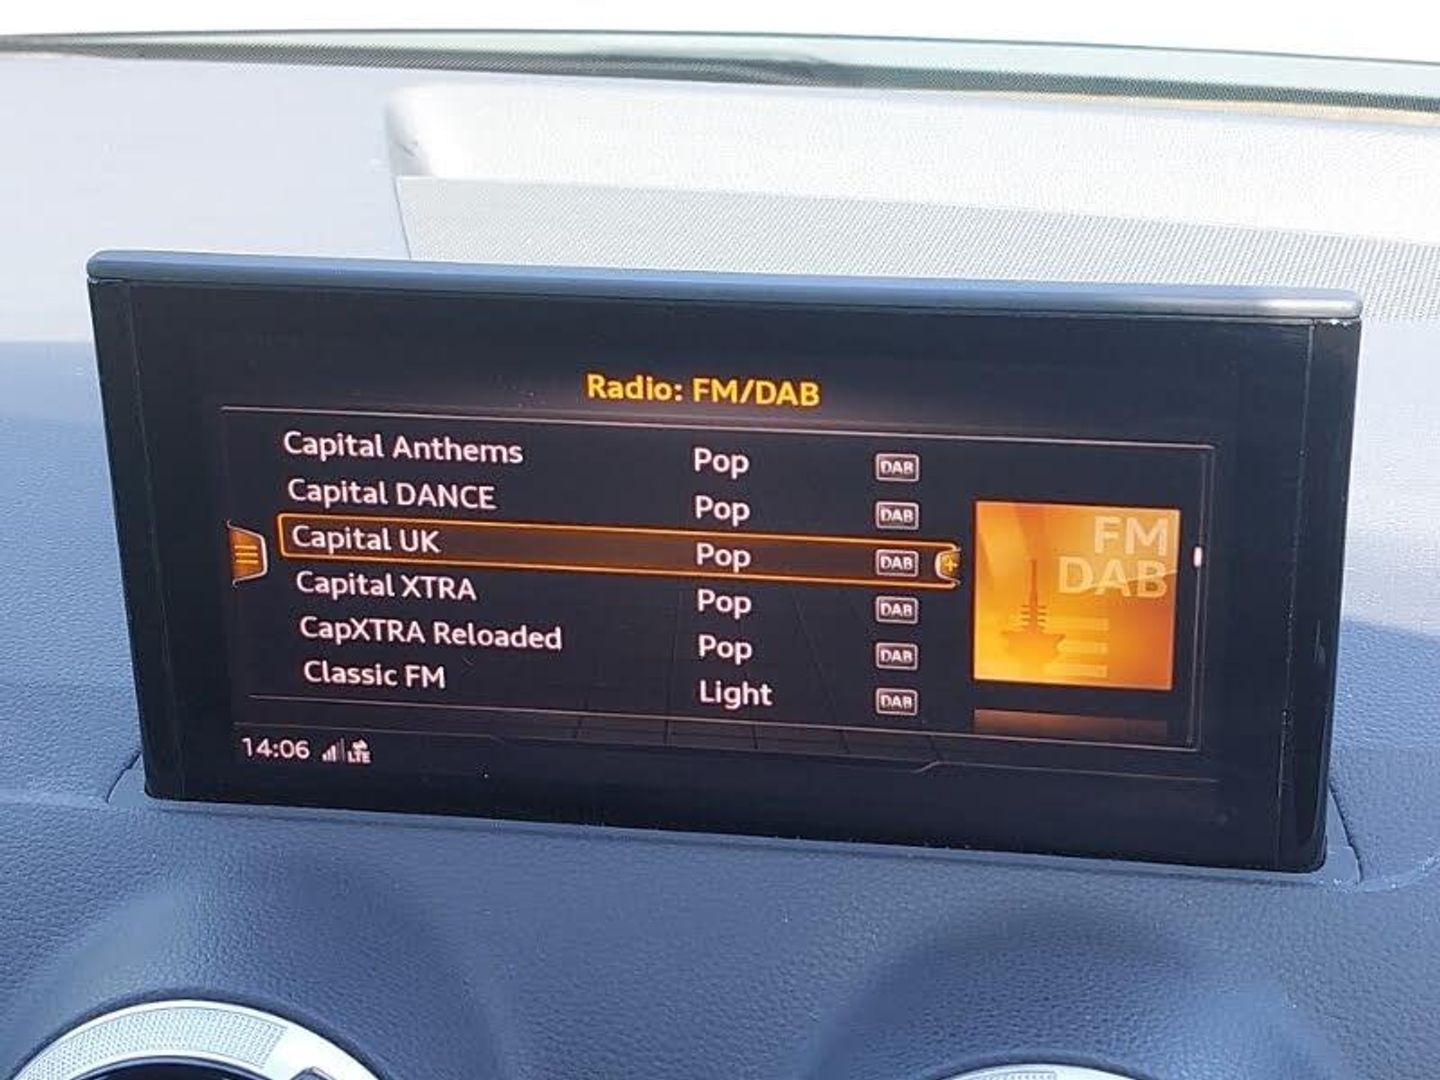 Radio: FM/DAB
Capital Anthems Pop DAB
Capital DANCE Pop DAB
Capital UK Pop DAB
Capital XTRA Pop DAB
CapXTRA Reloaded Pop DAB
Classic FM Light DAB
FM
DAB
14:06 LTE